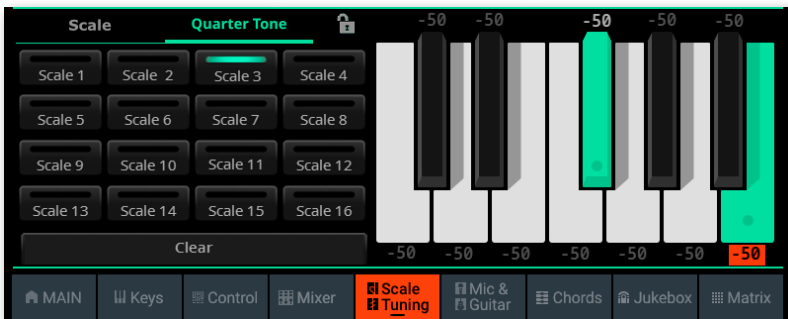 Scale Quarter Tone
-50 -50 -50 -50 -50
Scale 1 Scale 2 Scale 3 Scale 4
Scale 5 Scale 6 Scale 7 Scale 8
Scale 9 Scale 10 Scale 11 Scale 12
Scale 13 Scale 14 Scale 15 Scale 16
Clear
-50 -50 -50 -50 -50 -50 -50
MAIN Keys Control Mixer Scale Tuning Mic & Guitar Chords Jukebox Matrix